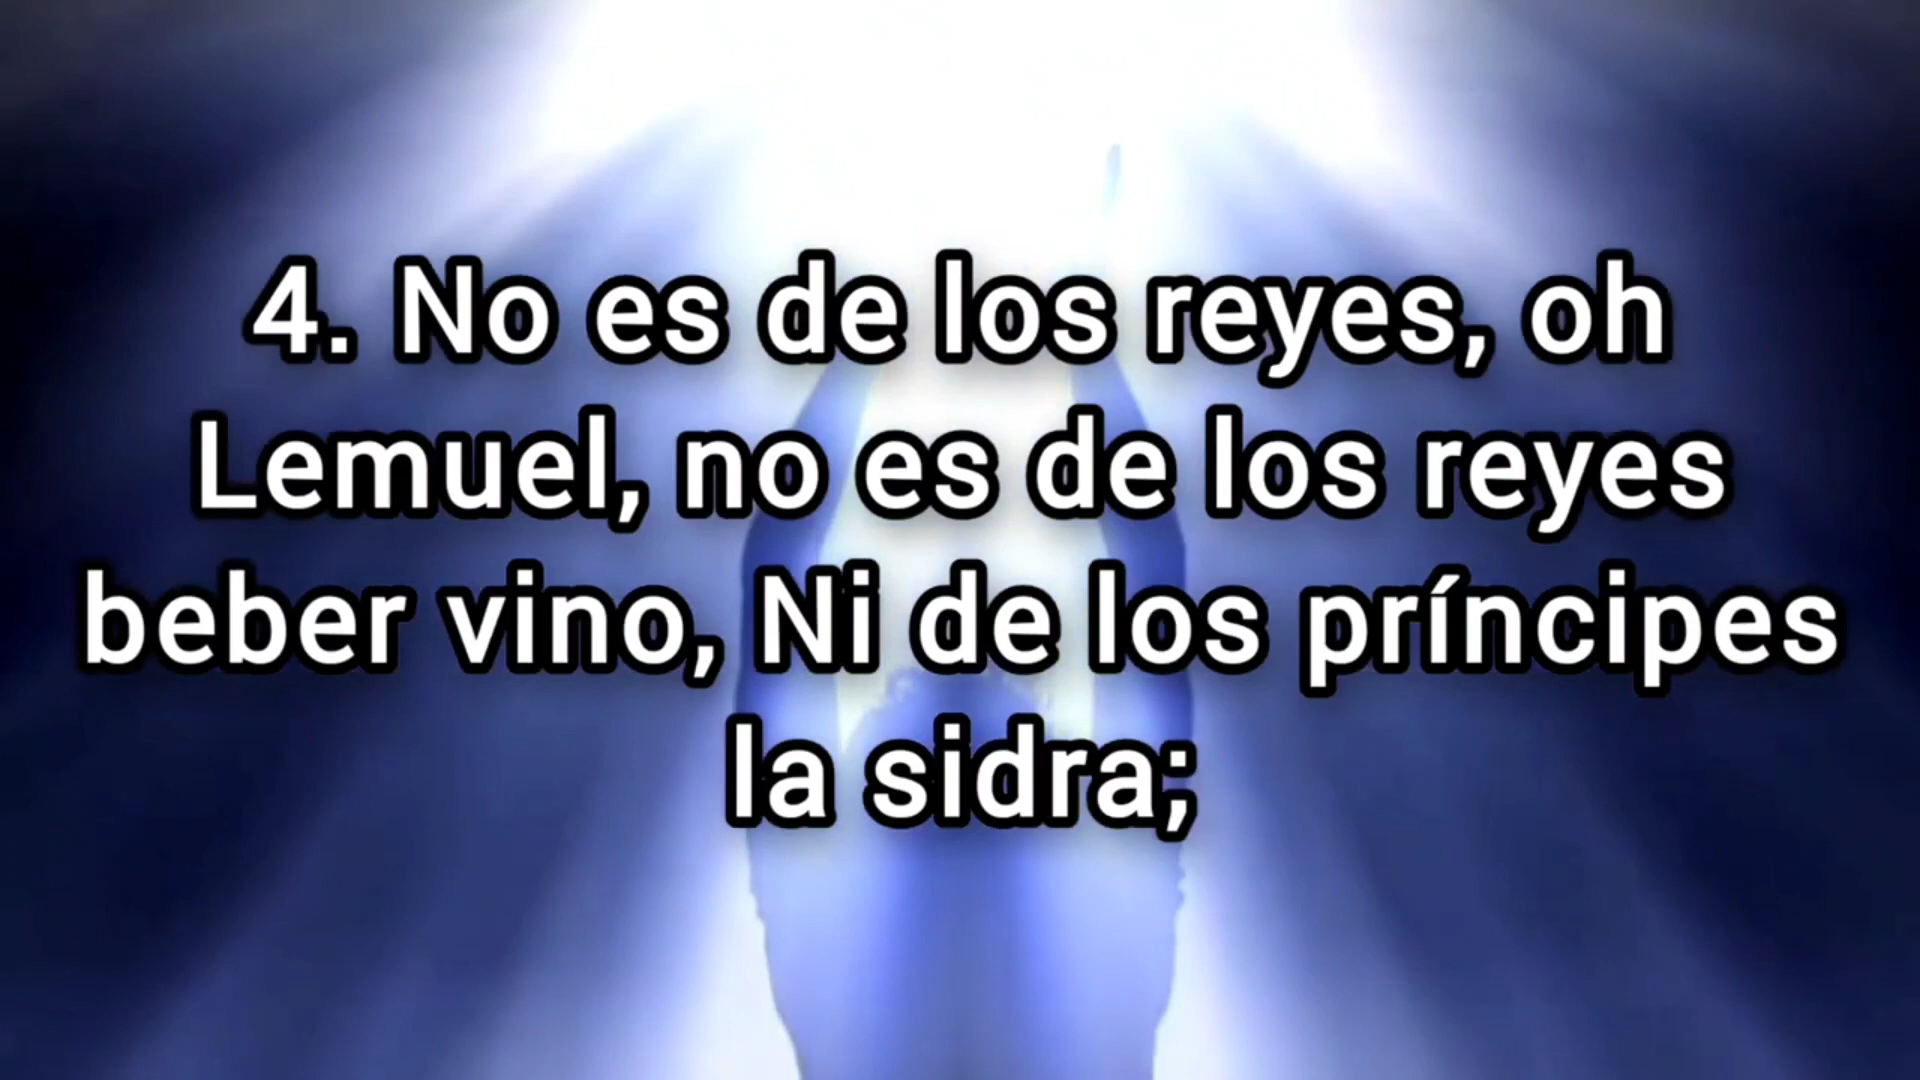 4. No es de los reyes, oh
Lemuel, no es de los reyes
beber vino, Ni de los príncipes
la sidra;